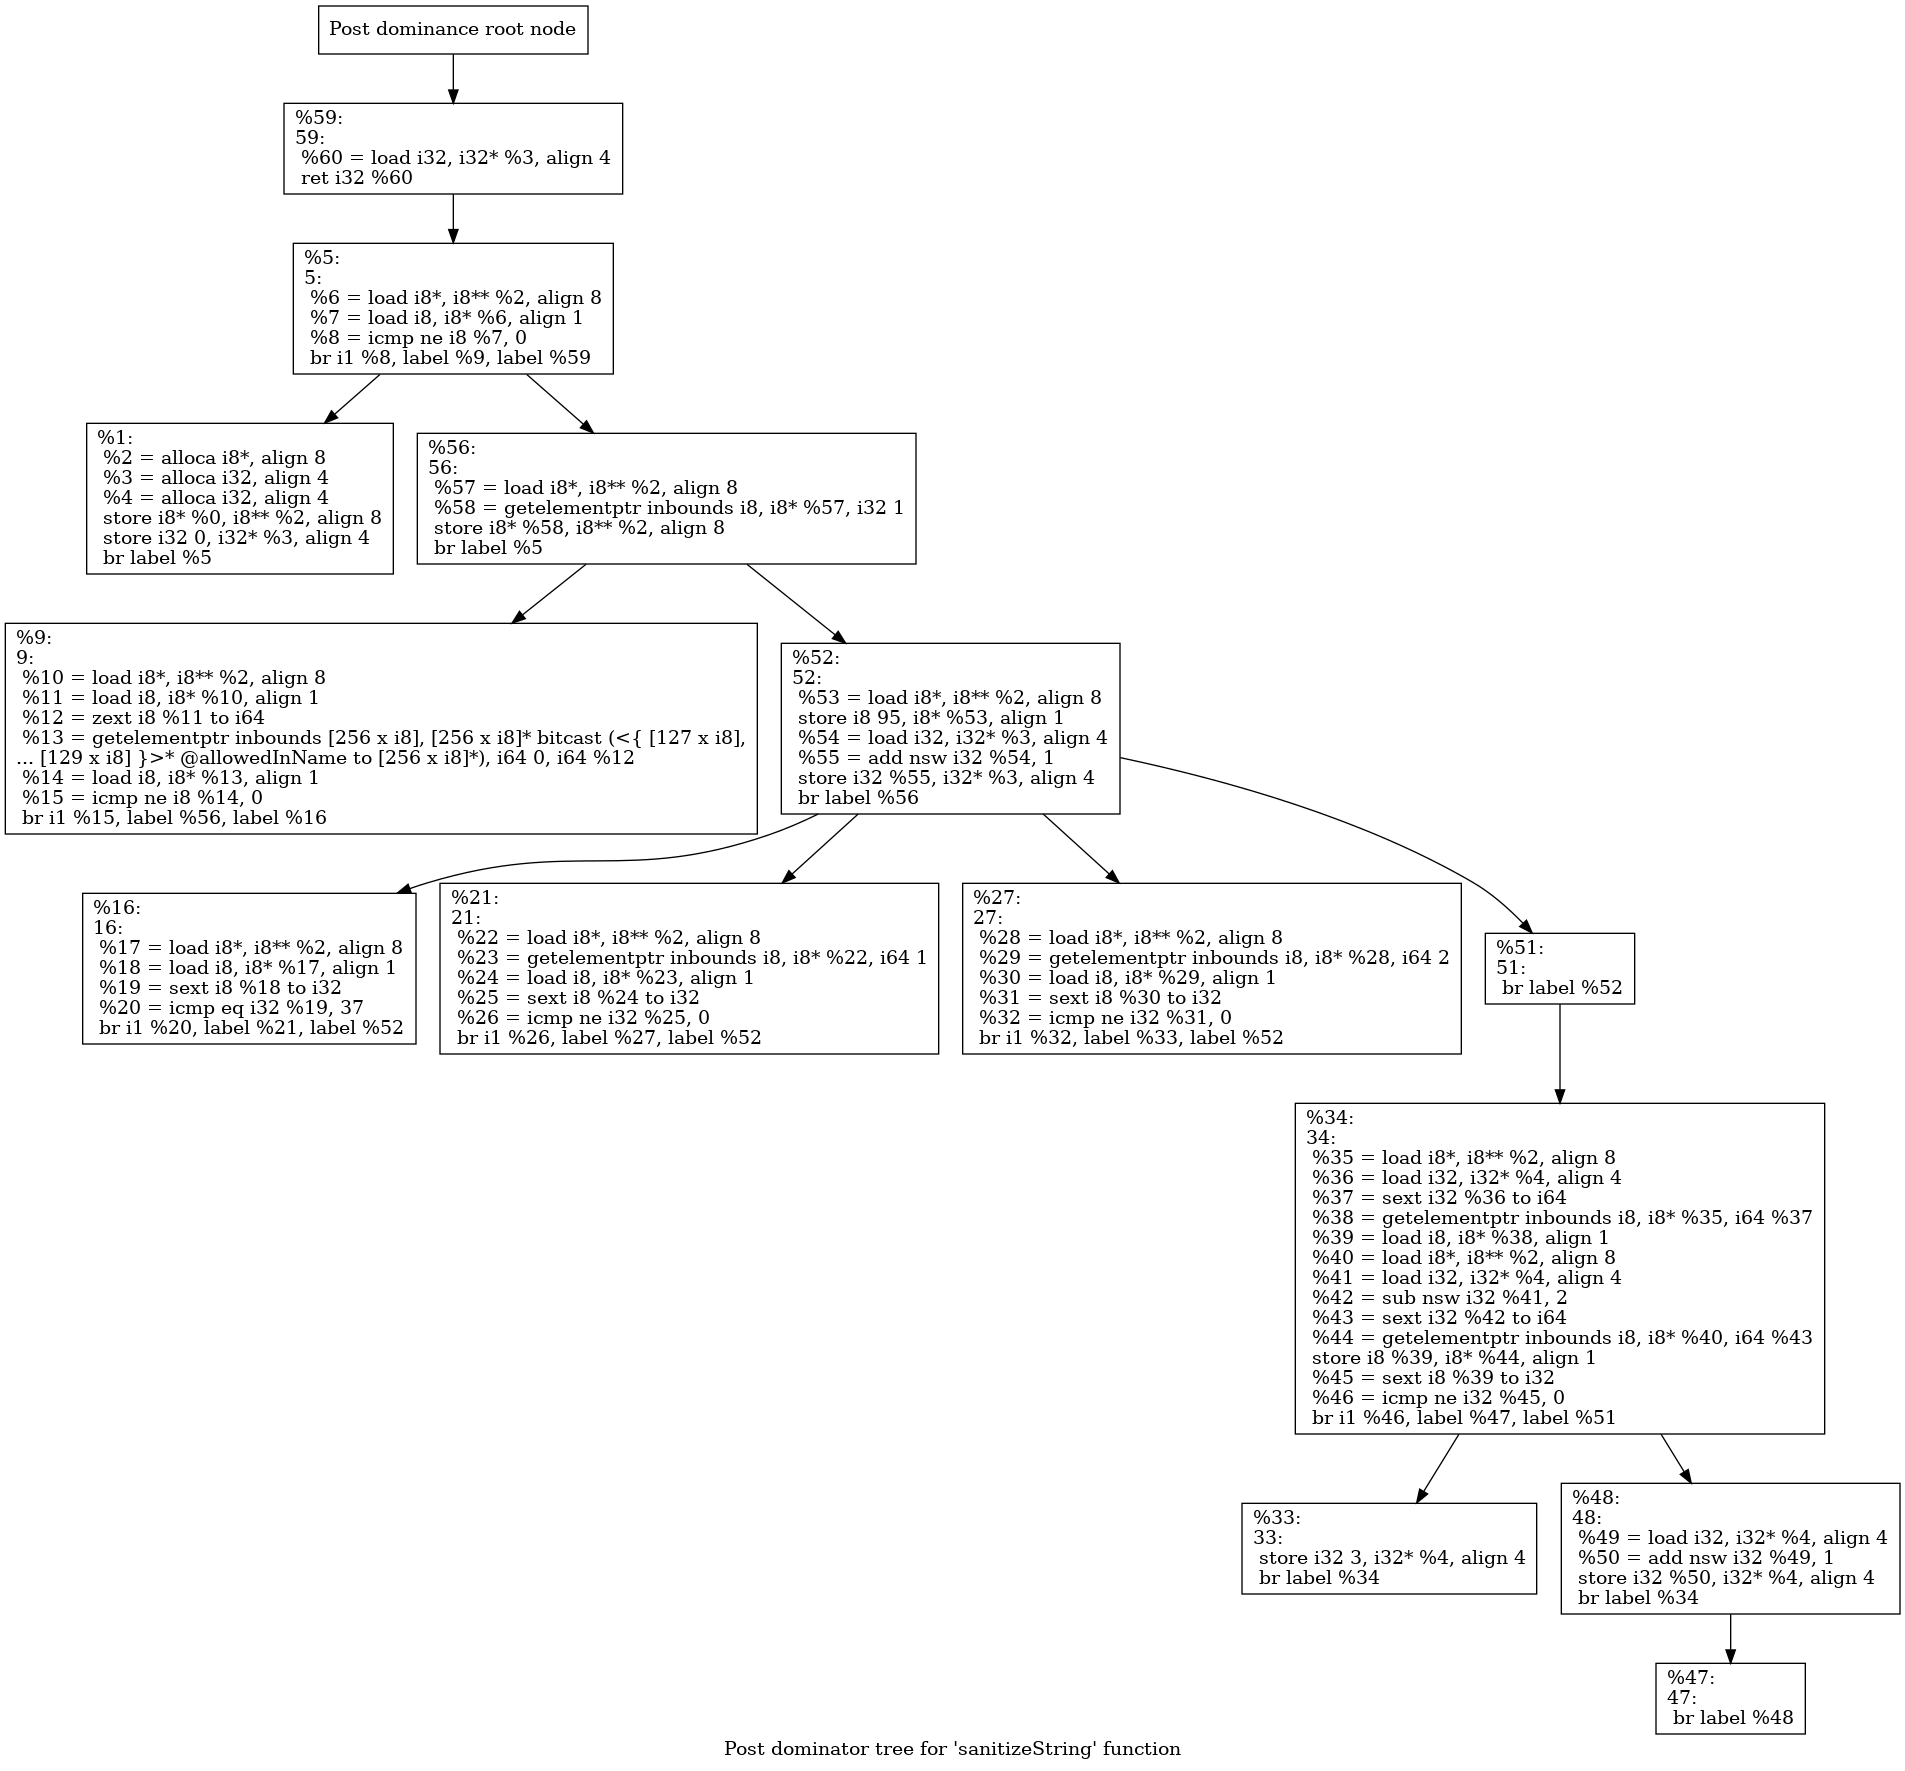 Post dominance root node
%59:
59:
%60 = load i32, i32* %3, align 4
ret i32 %60
%5:
5:
%6 = load i8*, i8** %2, align 8
%7 = load i8, i8* %6, align 1
%8 = icmp ne i8 %7, 0
br i1 %8, label %9, label %59
%1:
%2 = alloca i8*, align 8
%3 = alloca i32, align 4
%4 = alloca i32, align 4
store i8* %0, i8** %2, align 8
store i32 0, i32* %3, align 4
br label %5
%56:
56:
%57 = load i8*, i8** %2, align 8
%58 = getelementptr inbounds i8, i8* %57, i32 1
store i8* %58, i8** %2, align 8
br label %5
%9:
9:
%10 = load i8*, i8** %2, align 8
%11 = load i8, i8* %10, align 1
%12 = zext i8 %11 to i64
%13 = getelementptr inbounds [256 x i8], [256 x i8]* bitcast (<{ [127 x i8],
... [129 x i8] }>* @allowedInName to [256 x i8]*), i64 0, i64 %12
%14 = load i8, i8* %13, align 1
%15 = icmp ne i8 %14, 0
br i1 %15, label %56, label %16
%52:
52:
%53 = load i8*, i8** %2, align 8
store i8 95, i8* %53, align 1
%54 = load i32, i32* %3, align 4
%55 = add nsw i32 %54, 1
store i32 %55, i32* %3, align 4
br label %56
%16:
16:
%17 = load i8*, i8** %2, align 8
%18 = load i8, i8* %17, align 1
%19 = sext i8 %18 to i32
%20 = icmp eq i32 %19, 37
br i1 %20, label %21, label %52
%21:
21:
%22 = load i8*, i8** %2, align 8
%23 = getelementptr inbounds i8, i8* %22, i64 1
%24 = load i8, i8* %23, align 1
%25 = sext i8 %24 to i32
%26 = icmp ne i32 %25, 0
br i1 %26, label %27, label %52
%27:
27:
%28 = load i8*, i8** %2, align 8
%29 = getelementptr inbounds i8, i8* %28, i64 2
%30 = load i8, i8* %29, align 1
%31 = sext i8 %30 to i32
%32 = icmp ne i32 %31, 0
br i1 %32, label %33, label %52
%51:
51:
br label %52
%34:
34:
%35 = load i8*, i8** %2, align 8
%36 = load i32, i32* %4, align 4
%37 = sext i32 %36 to i64
%38 = getelementptr inbounds i8, i8* %35, i64 %37
%39 = load i8, i8* %38, align 1
%40 = load i8*, i8** %2, align 8
%41 = load i32, i32* %4, align 4
%42 = sub nsw i32 %41, 2
%43 = sext i32 %42 to i64
%44 = getelementptr inbounds i8, i8* %40, i64 %43
store i8 %39, i8* %44, align 1
%45 = sext i8 %39 to i32
%46 = icmp ne i32 %45, 0
br i1 %46, label %47, label %51
%33:
33:
store i32 3, i32* %4, align 4
br label %34
%48:
48:
%49 = load i32, i32* %4, align 4
%50 = add nsw i32 %49, 1
store i32 %50, i32* %4, align 4
br label %34
%47:
47:
br label %48
Post dominator tree for 'sanitizeString' function